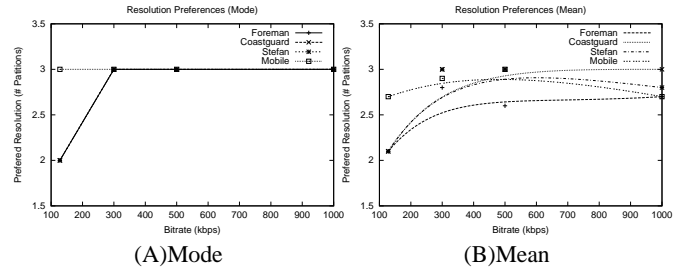 Resolution Preferences (Mode)
Prefered Resolution (# Patitions)
3.5
3
2.5
2
1.5
Foreman
Coastguard
Stefan
Mobile
100 200 300 400 500 600 700 800 900 1000
Bitrate (kbps)
(A)Mode
Resolution Preferences (Mean)
Prefered Resolution (# Patitions)
3.5
3
2.5
2
1.5
Foreman
Coastguard
Stefan
Mobile
100 200 300 400 500 600 700 800 900 1000
Bitrate (kbps)
(B)Mean